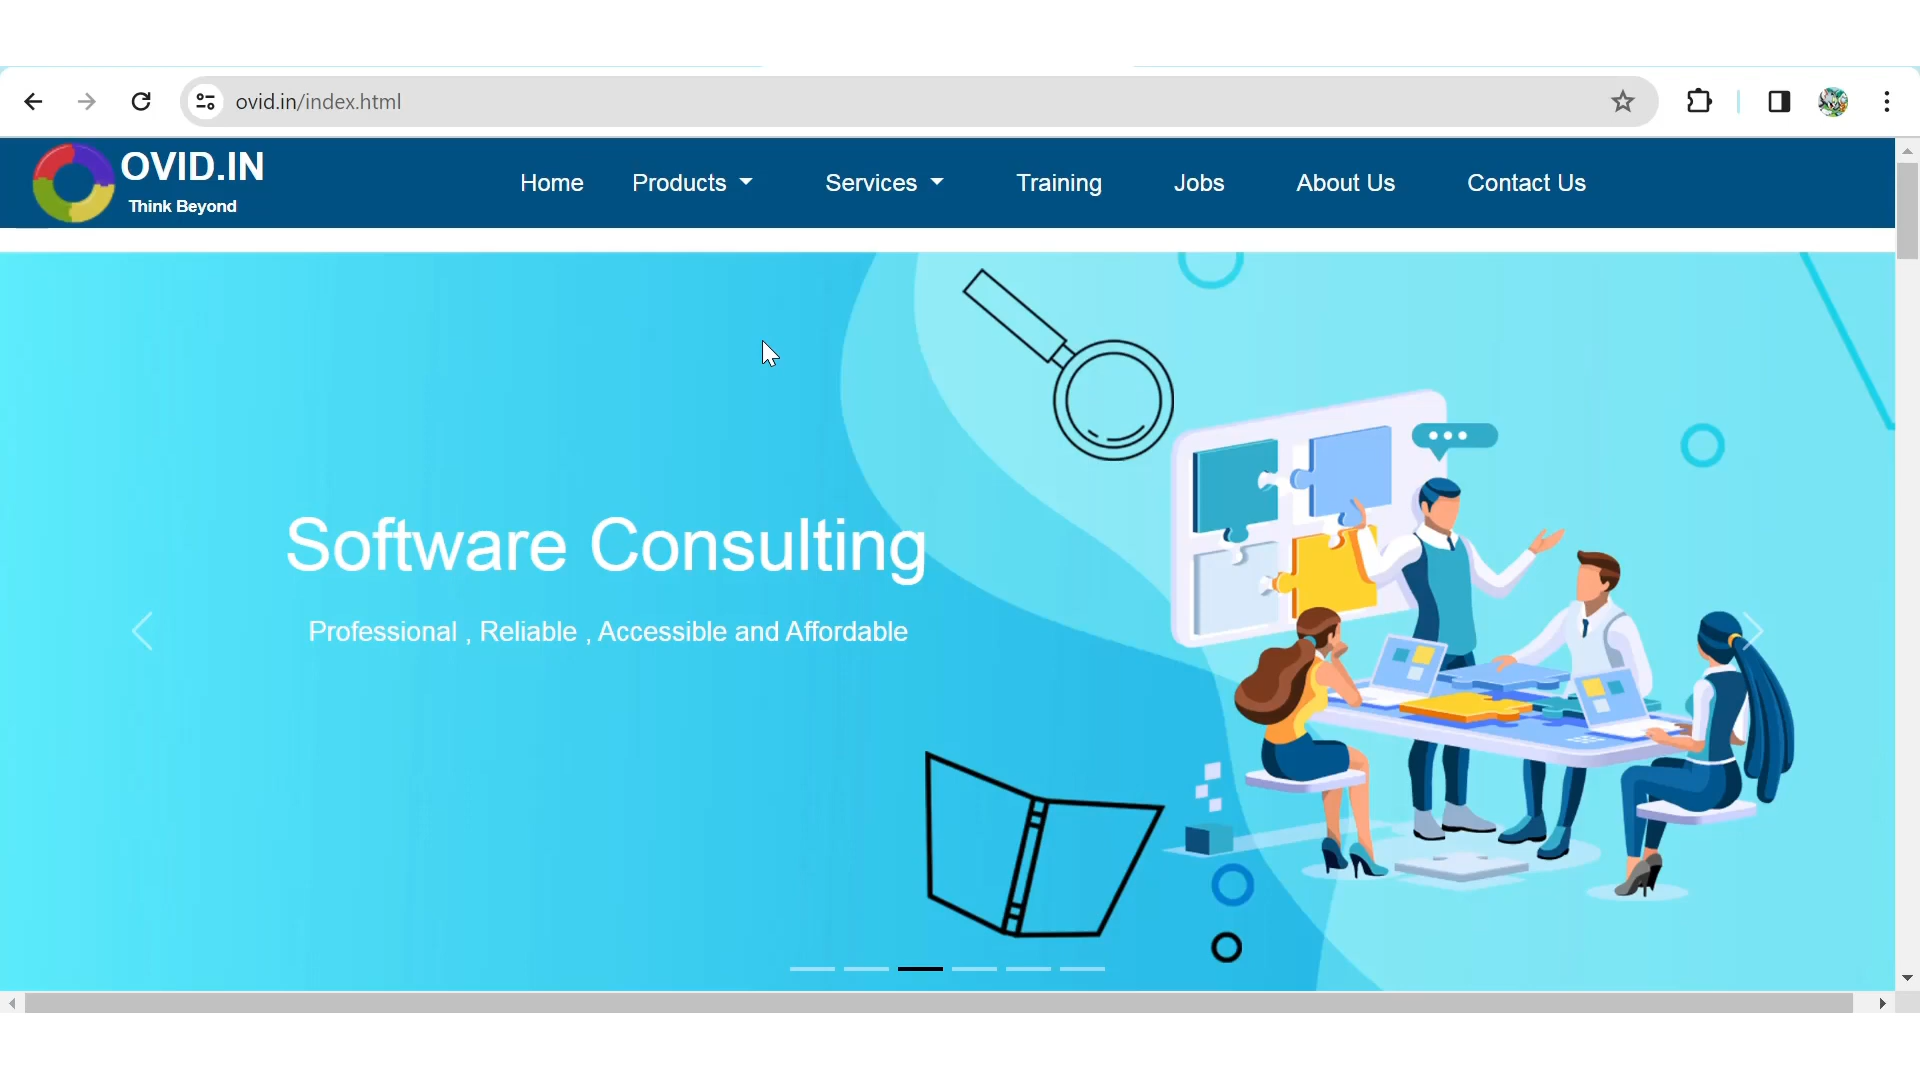 ovid.in/index.html
OVID.IN
Think Beyond
Home Products Services Training Jobs About Us Contact Us
Software Consulting
Professional , Reliable , Accessible and Affordable